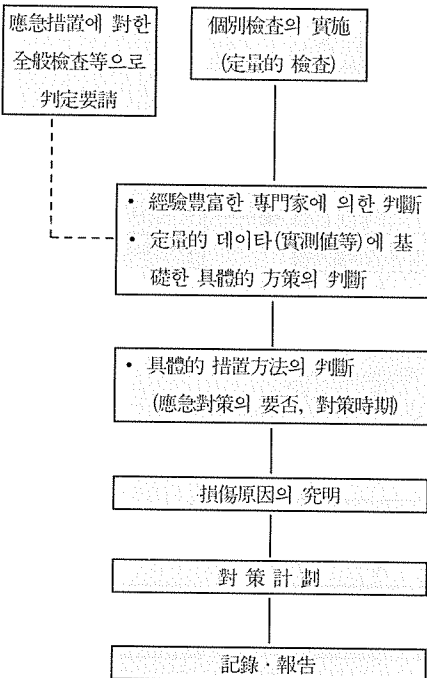 應急措置에 對한
全般檢査等으로
判定要請
個別檢査의 實施
(定量的 檢査)
• 經驗豊富한 專門家에 의한 判斷
• 定量的 데이타(實測値等)에 基
礎한 具體的 方策의 判斷
• 具體的 措置方法의 判斷
(應急對策의 要否, 對策時期)
損傷原因의 究明
對策計劃
記錄·報告